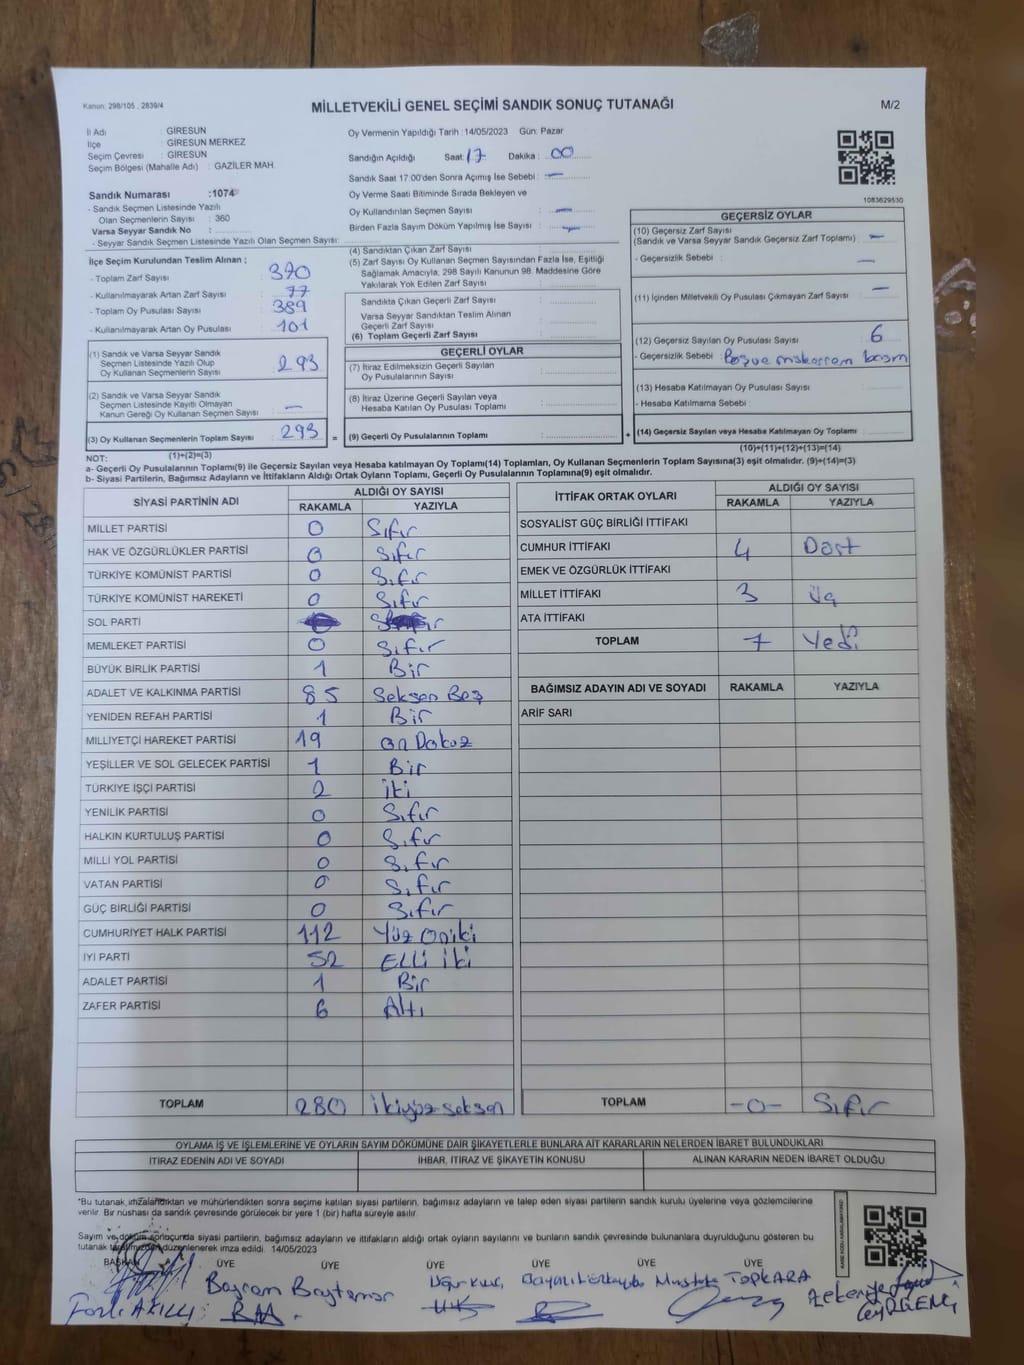 Kanun: 298/105 , 2839/4
MİLLETVEKİLİ GENEL SEÇİMİ SANDIK SONUÇ TUTANAĞI
M/2
İl Adı : GİRESUN
İlçe : GİRESUN MERKEZ
Seçim Çevresi : GİRESUN
Seçim Bölgesi (Mahalle Adı) : GAZİLER MAH.
Oy Vermenin Yapıldığı Tarih :14/05/2023 Gün: Pazar
Sandığın Açıldığı Saat: 17 Dakika : 00
Sandık Saat 17:00'den Sonra Açımış İse Sebebi : —
Oy Verme Saati Bitiminde Sırada Bekleyen ve
Oy Kullandırılan Seçmen Sayısı : —
Birden Fazla Sayım Döküm Yapılmış İse Sayısı : —
1083629530
Sandık Numarası :1074
- Sandık Seçmen Listesinde Yazılı
Olan Seçmenlerin Sayısı : 360
Varsa Seyyar Sandık No :
- Seyyar Sandık Seçmen Listesinde Yazılı Olan Seçmen Sayısı:
İlçe Seçim Kurulundan Teslim Alınan ;
- Toplam Zarf Sayısı : 370
- Kullanılmayarak Artan Zarf Sayısı : 77
- Toplam Oy Pusulası Sayısı : 389
- Kullanılmayarak Artan Oy Pusulası : 101
(1) Sandık ve Varsa Seyyar Sandık
Seçmen Listesinde Yazılı Olup
Oy Kullanan Seçmenlerin Sayısı : 293
(2) Sandık ve Varsa Seyyar Sandık
Seçmen Listesinde Kayıtlı Olmayan
Kanun Gereği Oy Kullanan Seçmen Sayısı : —
(3) Oy Kullanan Seçmenlerin Toplam Sayısı : 293
(1)+(2)=(3)
(4) Sandıktan Çıkan Zarf Sayısı :
(5) Zarf Sayısı Oy Kullanan Seçmen Sayısından Fazla İse, Eşitliği
Sağlamak Amacıyla, 298 Sayılı Kanunun 98. Maddesine Göre
Yakılarak Yok Edilen Zarf Sayısı :
Sandıkta Çıkan Geçerli Zarf Sayısı :
Varsa Seyyar Sandıktan Teslim Alınan
Geçerli Zarf Sayısı :
(6) Toplam Geçerli Zarf Sayısı :
GEÇERLİ OYLAR
(7) İtiraz Edilmeksizin Geçerli Sayılan
Oy Pusulalarının Sayısı :
(8) İtiraz Üzerine Geçerli Sayılan veya
Hesaba Katılan Oy Pusulası Toplamı :
= (9) Geçerli Oy Pusulalarının Toplamı :
GEÇERSİZ OYLAR
(10) Geçersiz Zarf Sayısı
(Sandık ve Varsa Seyyar Sandık Geçersiz Zarf Toplamı) : —
- Geçersizlik Sebebi : —
(11) İçinden Milletvekili Oy Pusulası Çıkmayan Zarf Sayısı : —
(12) Geçersiz Sayılan Oy Pusulası Sayısı : 6
- Geçersizlik Sebebi : Boş ve mükerrem basım
(13) Hesaba Katılmayan Oy Pusulası Sayısı :
- Hesaba Katılmama Sebebi :
+ (14) Geçersiz Sayılan veya Hesaba Katılmayan Oy Toplamı :
(10)+(11)+(12)+(13)=(14)
NOT:
a- Geçerli Oy Pusulalarının Toplamı(9) ile Geçersiz Sayılan veya Hesaba katılmayan Oy Toplamı(14) Toplamları, Oy Kullanan Seçmenlerin Toplam Sayısına(3) eşit olmalıdır. (9)+(14)=(3)
b- Siyasi Partilerin, Bağımsız Adayların ve İttifakların Aldığı Ortak Oyların Toplamı, Geçerli Oy Pusulalarının Toplamına(9) eşit olmalıdır.
SİYASİ PARTİNİN ADI ALDIĞI OY SAYISI
RAKAMLA YAZIYLA
MİLLET PARTİSİ 0 Sıfır
HAK VE ÖZGÜRLÜKLER PARTİSİ 0 Sıfır
TÜRKİYE KOMÜNİST PARTİSİ 0 Sıfır
TÜRKİYE KOMÜNİST HAREKETİ 0 Sıfır
SOL PARTİ
MEMLEKET PARTİSİ 0 Sıfır
BÜYÜK BİRLİK PARTİSİ 1 Bir
ADALET VE KALKINMA PARTİSİ 85 Seksen Beş
YENİDEN REFAH PARTİSİ 1 Bir
MİLLİYETÇİ HAREKET PARTİSİ 19 On Dokuz
YEŞİLLER VE SOL GELECEK PARTİSİ 1 Bir
TÜRKİYE İŞÇİ PARTİSİ 2 İki
YENİLİK PARTİSİ 0 Sıfır
HALKIN KURTULUŞ PARTİSİ 0 Sıfır
MİLLİ YOL PARTİSİ 0 Sıfır
VATAN PARTİSİ 0 Sıfır
GÜÇ BİRLİĞİ PARTİSİ 0 Sıfır
CUMHURİYET HALK PARTİSİ 112 Yüz Oniki
İYİ PARTİ 52 Elli İki
ADALET PARTİSİ 1 Bir
ZAFER PARTİSİ 6 Altı
TOPLAM 280 İkiyüz seksen
İTTİFAK ORTAK OYLARI ALDIĞI OY SAYISI
RAKAMLA YAZIYLA
SOSYALİST GÜÇ BİRLİĞİ İTTİFAKI
CUMHUR İTTİFAKI 4 Dört
EMEK VE ÖZGÜRLÜK İTTİFAKI
MİLLET İTTİFAKI 3 Üç
ATA İTTİFAKI
TOPLAM 7 Yedi
BAĞIMSIZ ADAYIN ADI VE SOYADI RAKAMLA YAZIYLA
ARİF SARI
TOPLAM -0- Sıfır
OYLAMA İŞ VE İŞLEMLERİNE VE OYLARIN SAYIM DÖKÜMÜNE DAİR ŞİKAYETLERLE BUNLARA AİT KARARLARIN NELERDEN İBARET BULUNDUKLARI
İTİRAZ EDENİN ADI VE SOYADI İHBAR, İTİRAZ VE ŞİKAYETİN KONUSU ALINAN KARARIN NEDEN İBARET OLDUĞU
*Bu tutanak imzalandıktan ve mühürlendikten sonra seçime katılan siyasi partilerin, bağımsız adayların ve talep eden siyasi partilerin sandık kurulu üyelerine veya gözlemcilerine
verilir. Bir nüshası da sandık çevresinde görülecek bir yere 1 (bir) hafta süreyle asılır.
Sayım ve döküm sonucunda siyasi partilerin, bağımsız adayların ve ittifakların aldığı ortak oyların sayılarını ve bunların sandık çevresinde bulunanlara duyrulduğunu gösteren bu
tutanak tarafımızdan düzenlenerek imza edildi. 14/05/2023
BAŞKAN ÜYE ÜYE ÜYE ÜYE ÜYE ÜYE
Bayram Baytemar
Uğur Kılıç
Mustafa TOPKARA
Zekeriye